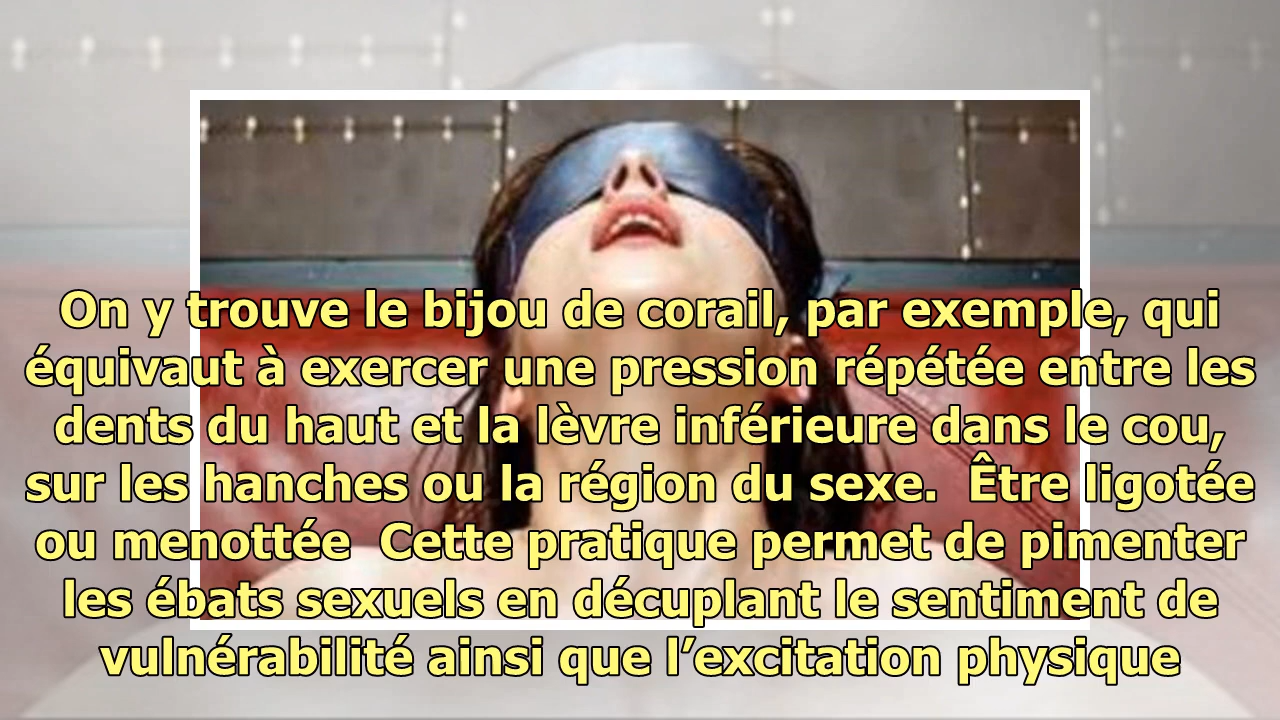 On y trouve le bijou de corail, par exemple, qui
équivaut à exercer une pression répétée entre les
dents du haut et la lèvre inférieure dans le cou,
sur les hanches ou la région du sexe.  Être ligotée
ou menottée  Cette pratique permet de pimenter
les ébats sexuels en décuplant le sentiment de
vulnérabilité ainsi que l’excitation physique